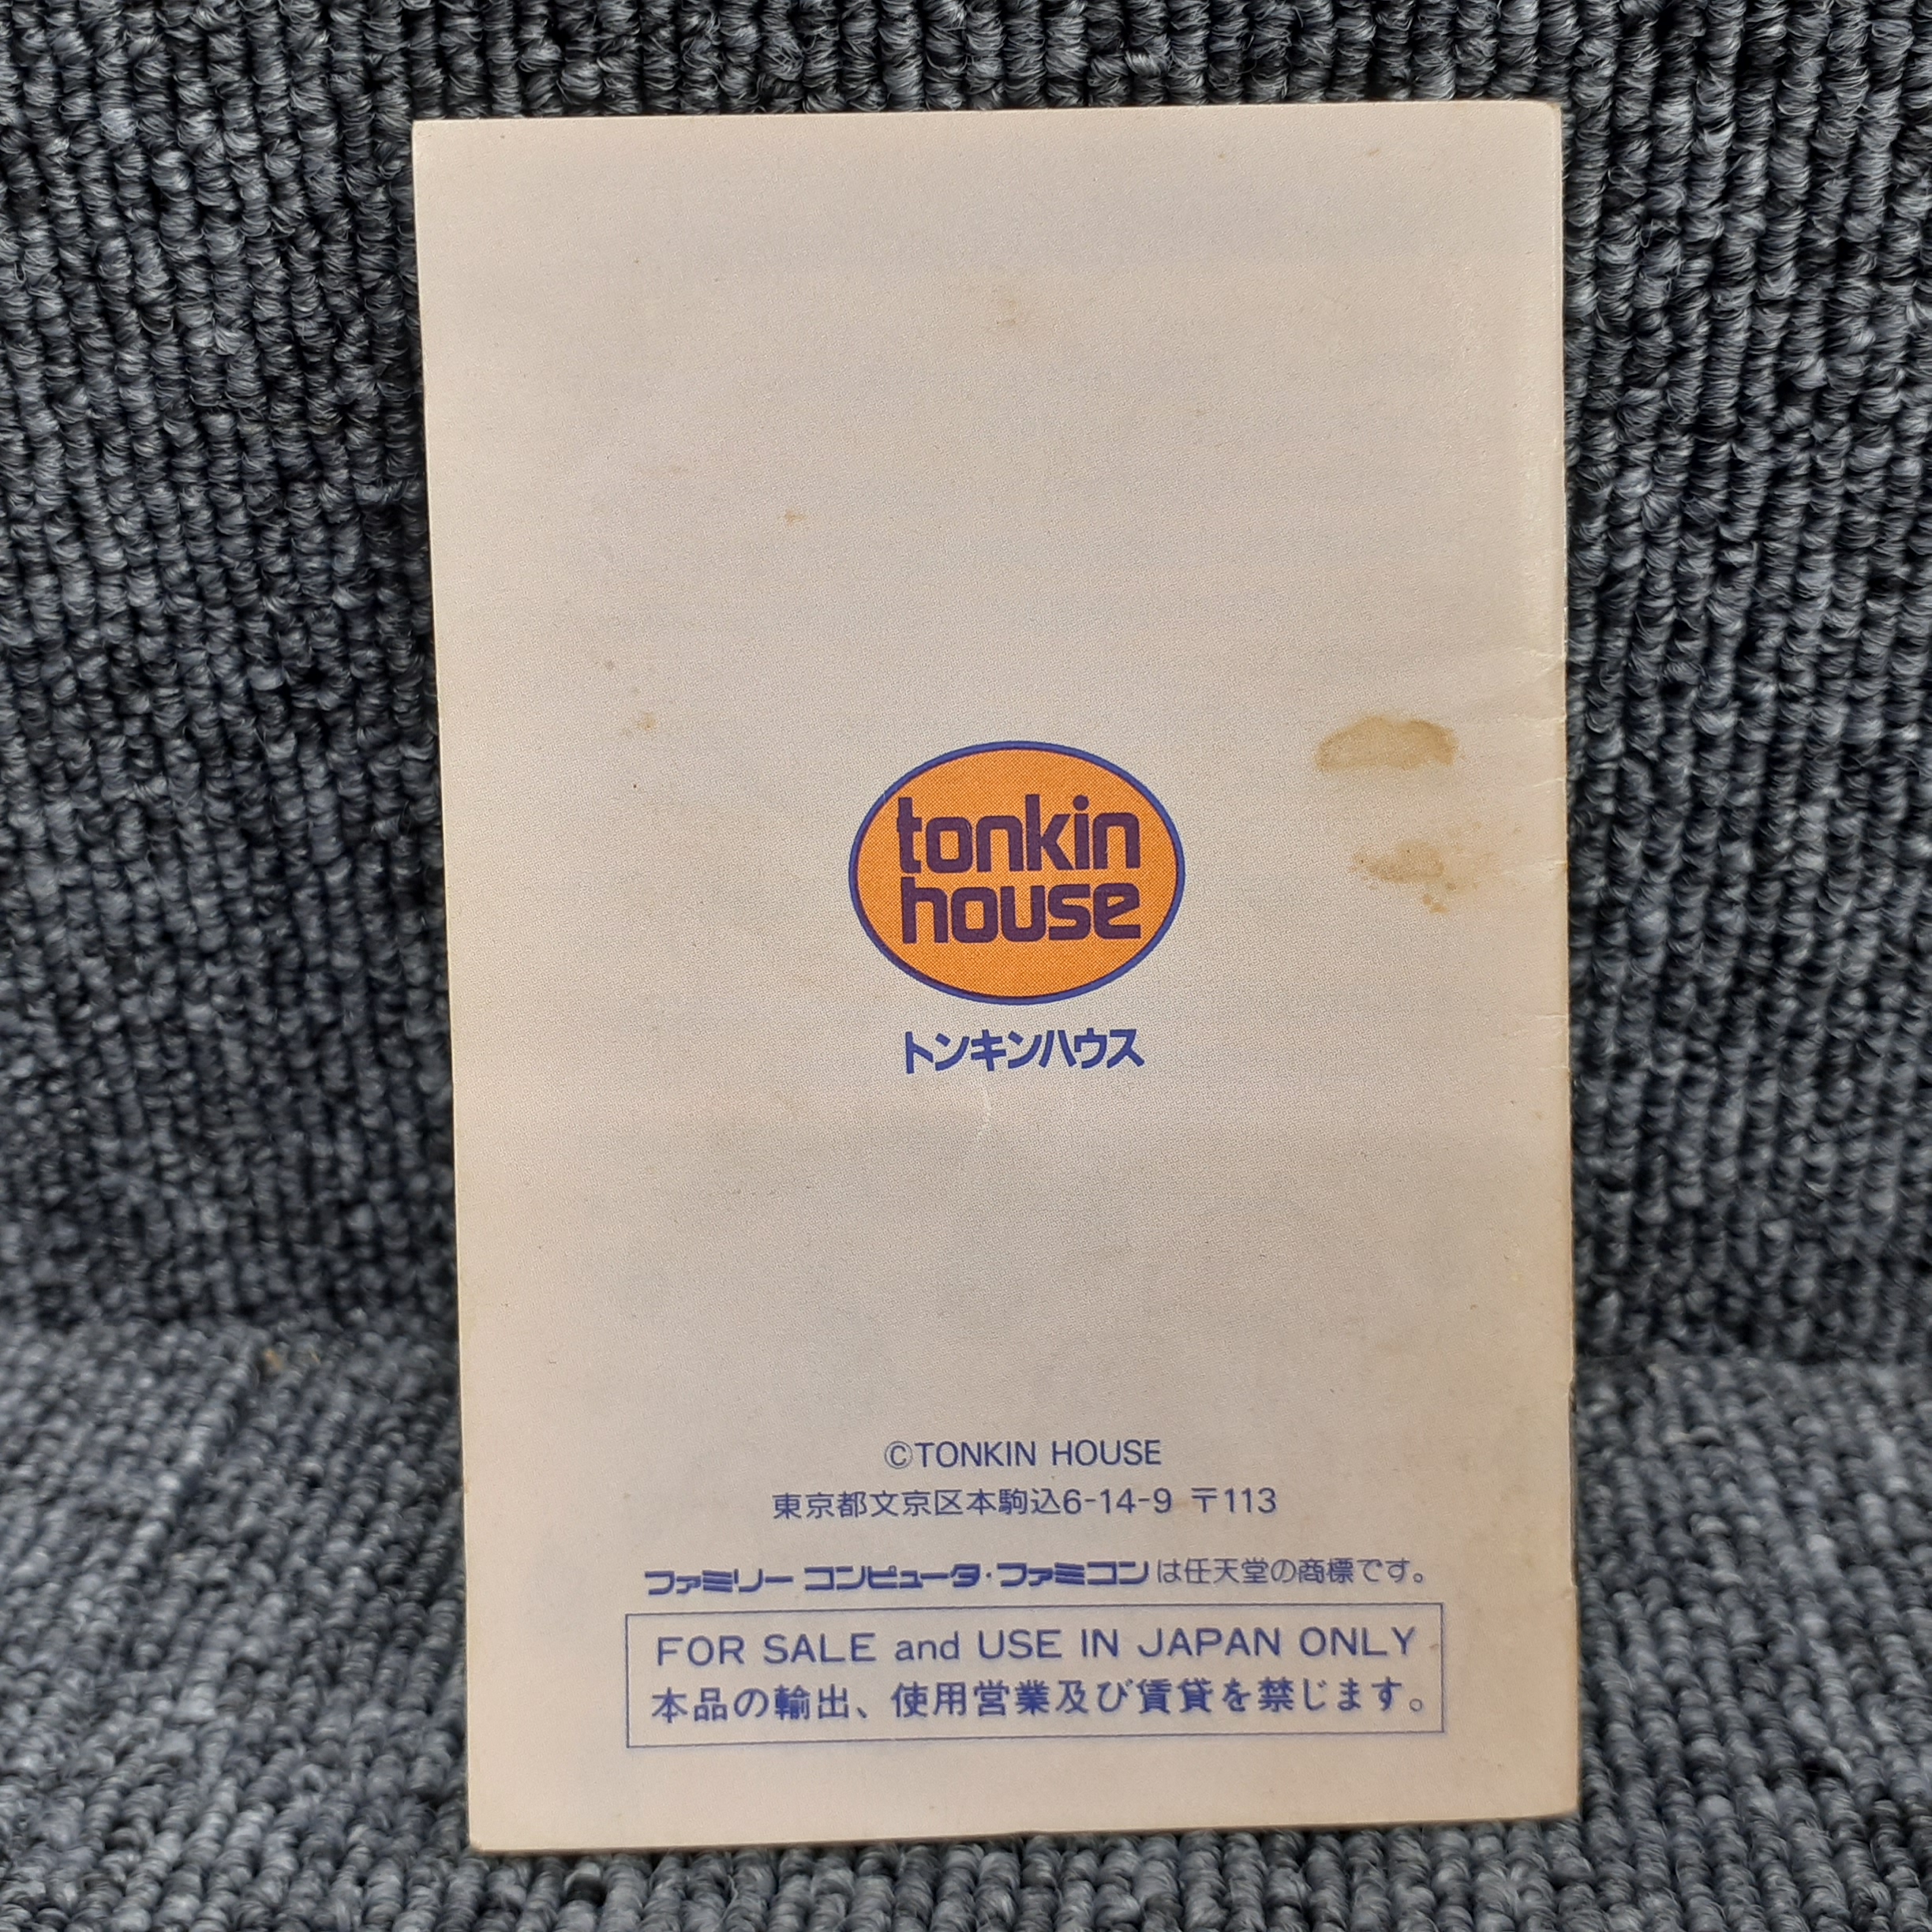 tonkin
house
トンキンハウス
©TONKIN HOUSE
東京都文京区本駒込6-14-9 〒113
ファミリーコンピュータ・ファミコンは任天堂の商標です。
FOR SALE and USE IN JAPAN ONLY
本品の輸出、使用営業及び賃貸を禁じます。